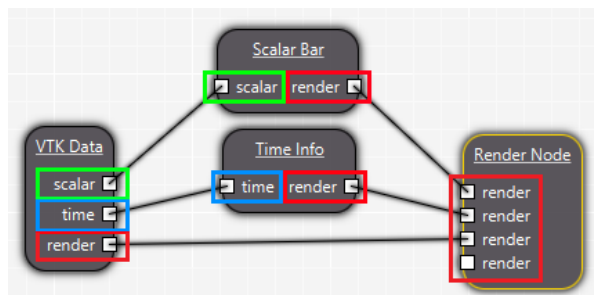 Scalar Bar
scalar render
VTK Data
scalar
time
render
Time Info
time render
Render Node
render
render
render
render